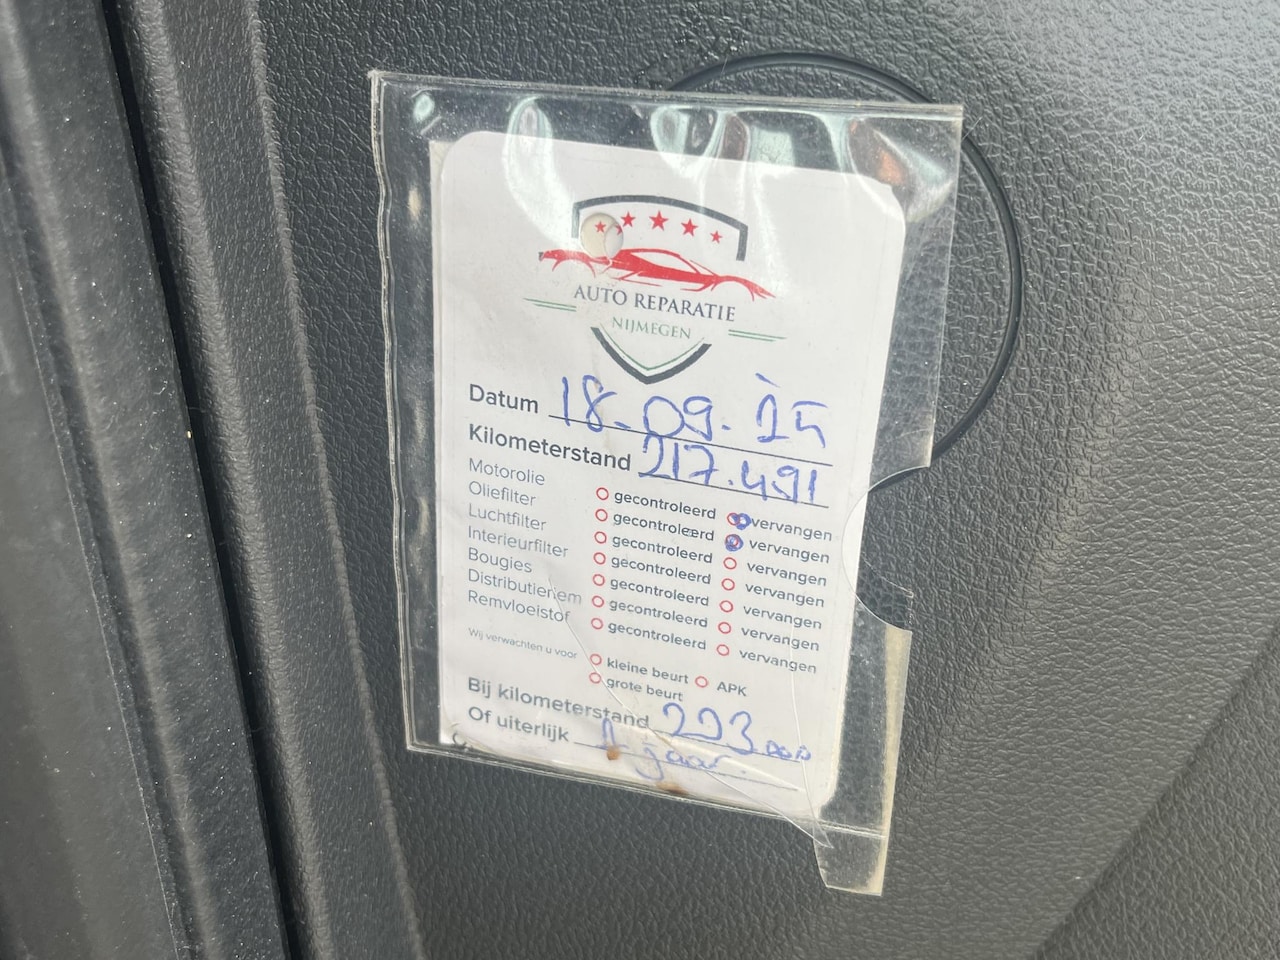 AUTO REPARATIE
NIJMEGEN
Datum 18-09-25
Kilometerstand 217.491
Motorolie gecontroleerd vervangen
Oliefilter gecontroleerd vervangen
Luchtfilter gecontroleerd vervangen
Interieurfilter gecontroleerd vervangen
Bougies gecontroleerd vervangen
Distributieriem gecontroleerd vervangen
Remvloeistof gecontroleerd vervangen
Wij verwachten u voor kleine beurt APK
grote beurt
Bij kilometerstand 223.000
Of uiterlijk 1 jaar.